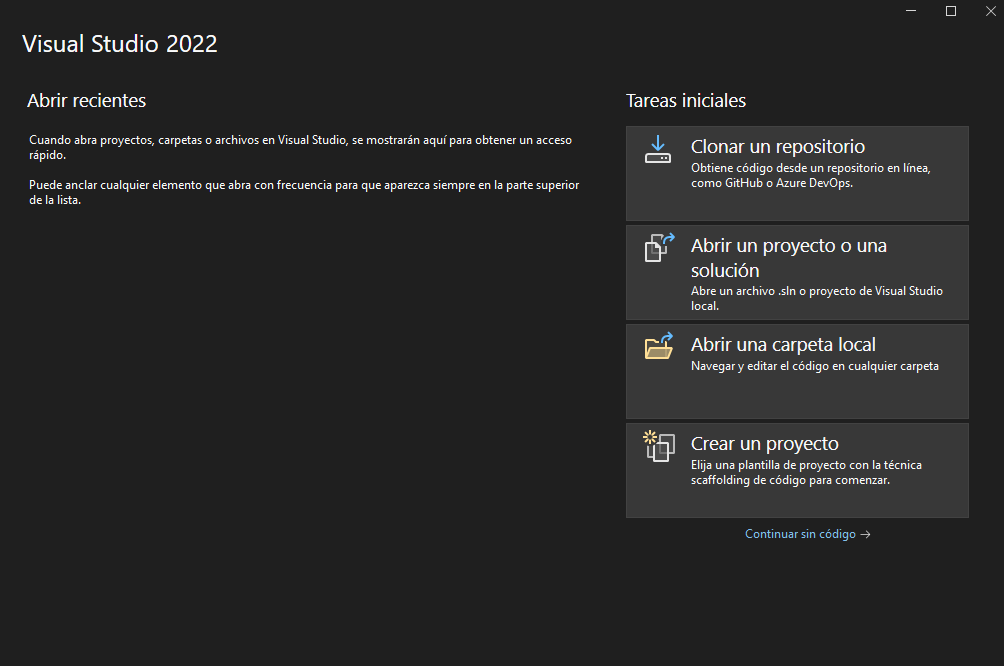 Visual Studio 2022
Abrir recientes
Cuando abra proyectos, carpetas o archivos en Visual Studio, se mostrarán aquí para obtener un acceso
rápido.
Puede anclar cualquier elemento que abra con frecuencia para que aparezca siempre en la parte superior
de la lista.
Tareas iniciales
Clonar un repositorio
Obtiene código desde un repositorio en línea,
como GitHub o Azure DevOps.
Abrir un proyecto o una
solución
Abre un archivo .sln o proyecto de Visual Studio
local.
Abrir una carpeta local
Navegar y editar el código en cualquier carpeta
Crear un proyecto
Elija una plantilla de proyecto con la técnica
scaffolding de código para comenzar.
Continuar sin código →